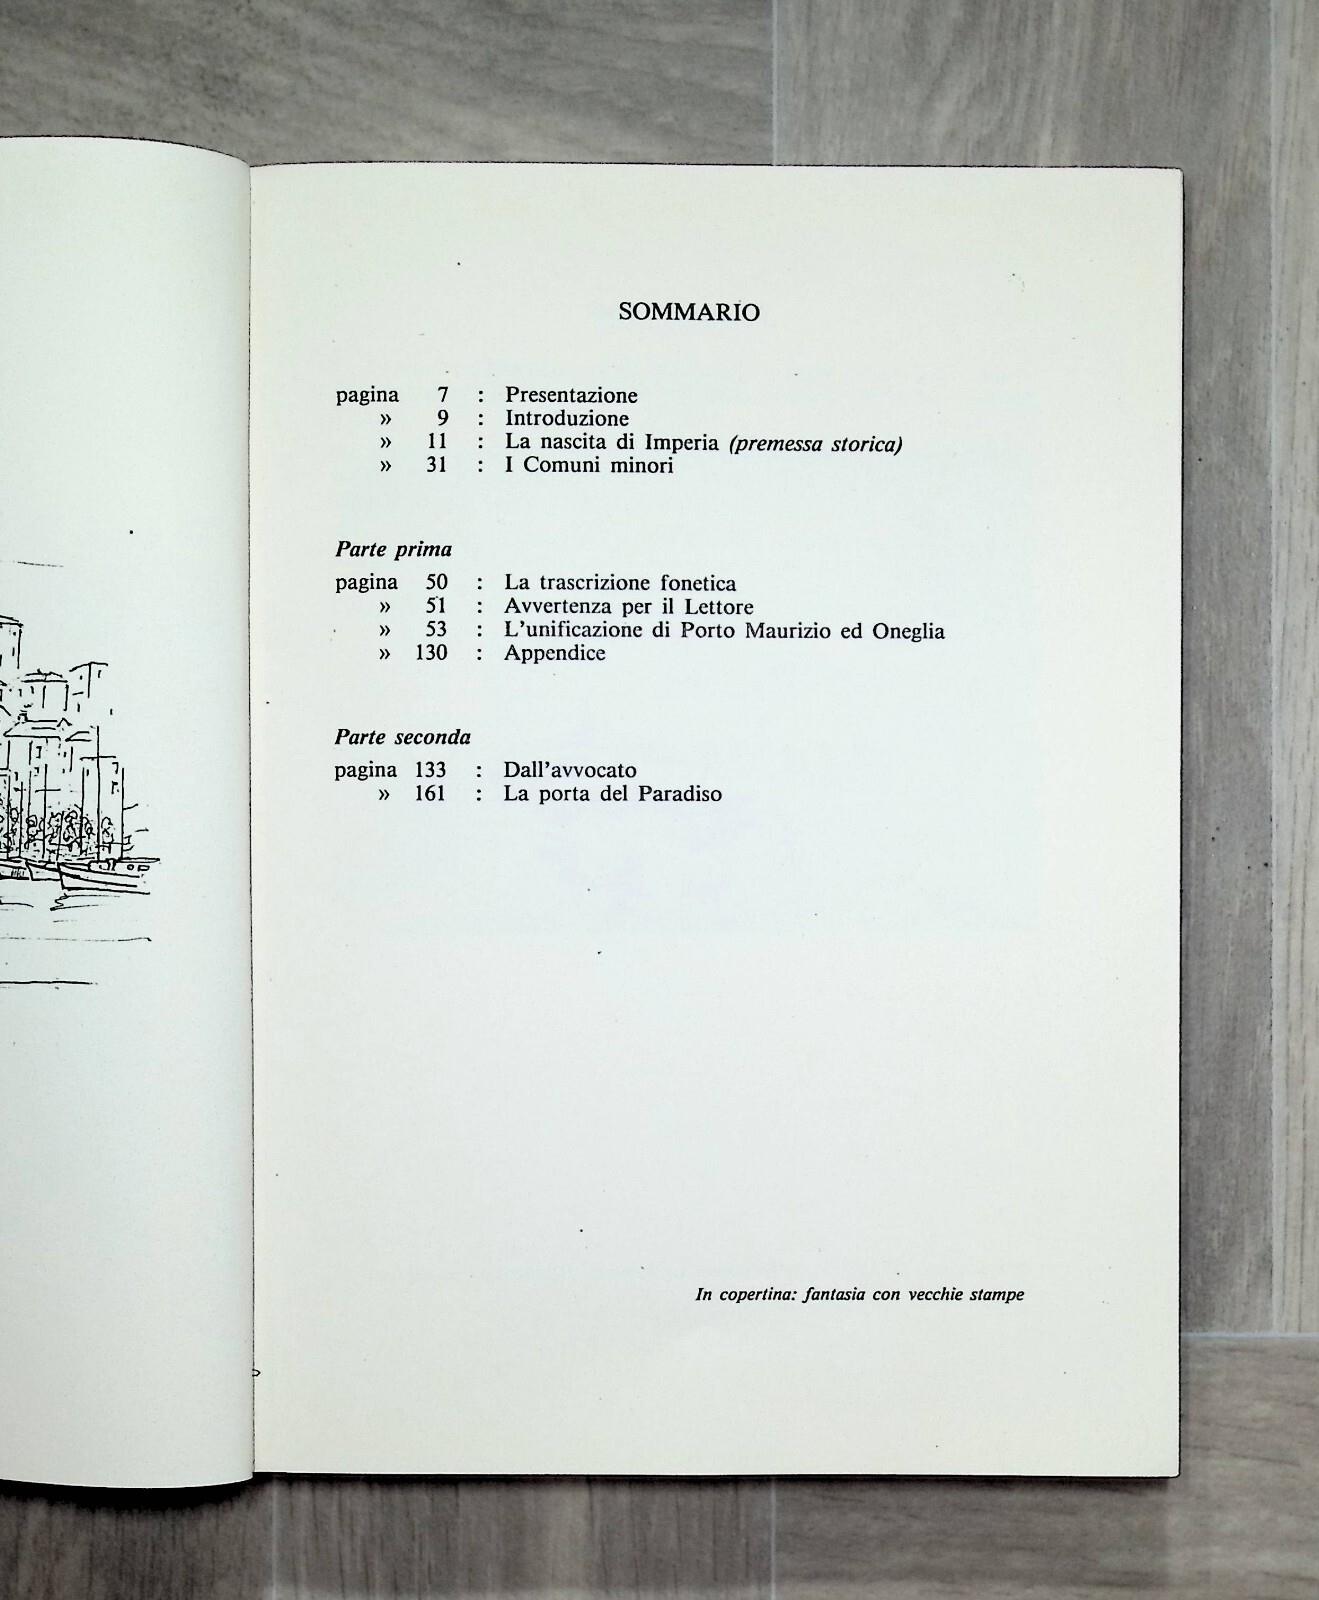 SOMMARIO
pagina 7 : Presentazione
» 9 : Introduzione
» 11 : La nascita di Imperia (premessa storica)
» 31 : I Comuni minori
Parte prima
pagina 50 : La trascrizione fonetica
» 51 : Avvertenza per il Lettore
» 53 : L'unificazione di Porto Maurizio ed Oneglia
» 130 : Appendice
Parte seconda
pagina 133 : Dall'avvocato
» 161 : La porta del Paradiso
In copertina: fantasia con vecchie stampe